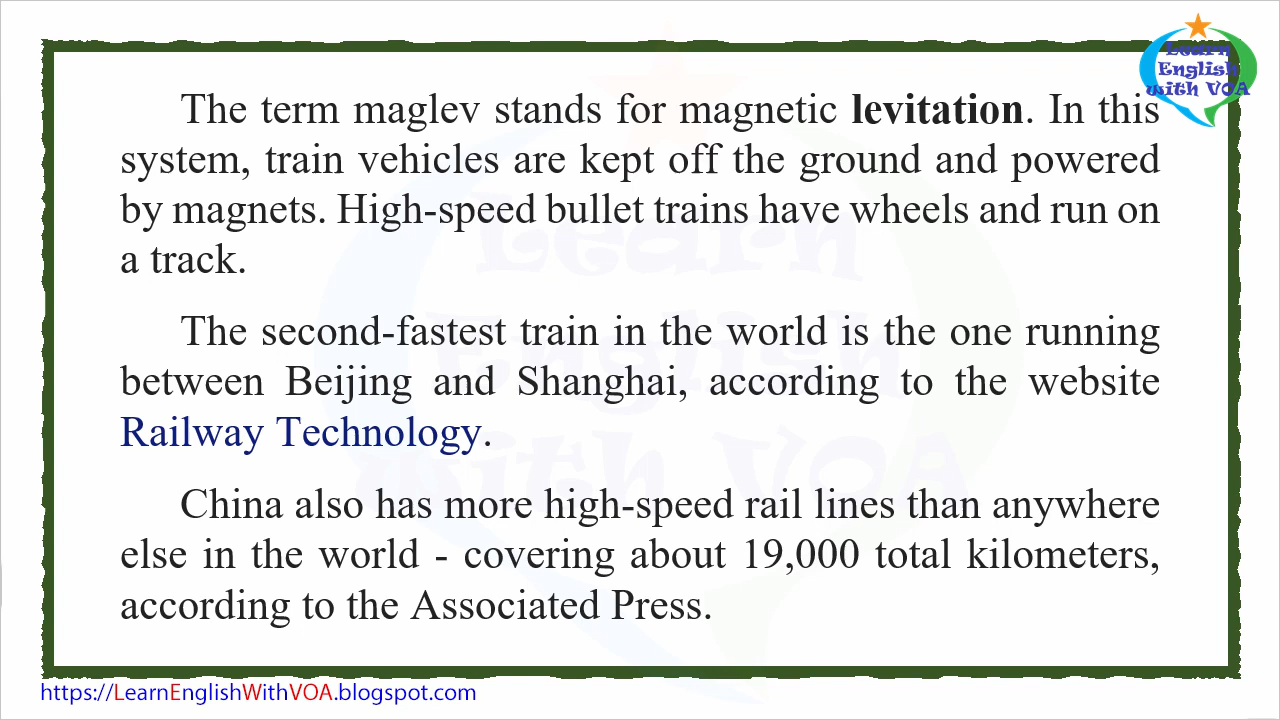 Learn
English
with VOA
The term maglev stands for magnetic levitation. In this
system, train vehicles are kept off the ground and powered
by magnets. High-speed bullet trains have wheels and run on
a track.
The second-fastest train in the world is the one running
between Beijing and Shanghai, according to the website
Railway Technology.
China also has more high-speed rail lines than anywhere
else in the world - covering about 19,000 total kilometers,
according to the Associated Press.
Learn
English
with VOA
https://LearnEnglishWithVOA.blogspot.com